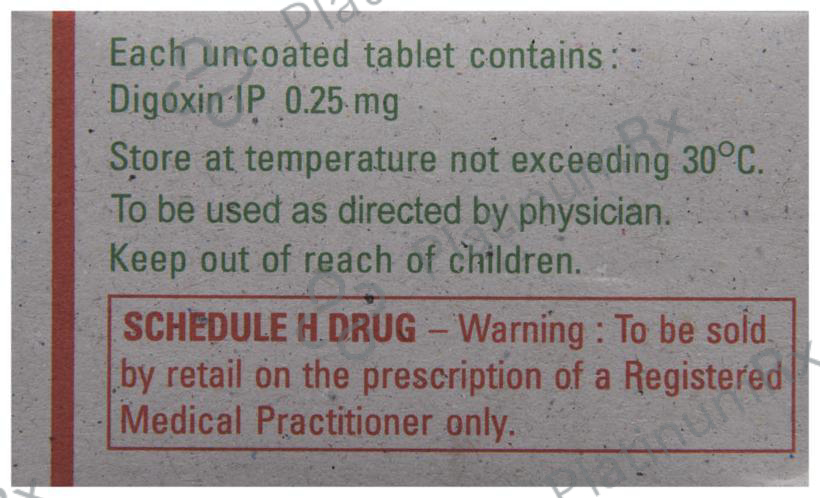 Each uncoated tablet contains:
Digoxin IP 0.25 mg
Store at temperature not exceeding 30°C.
To be used as directed by physician.
Keep out of reach of children.
SCHEDULE H DRUG – Warning : To be sold
by retail on the prescription of a Registered
Medical Practitioner only.
PlatinumRx
PlatinumRx